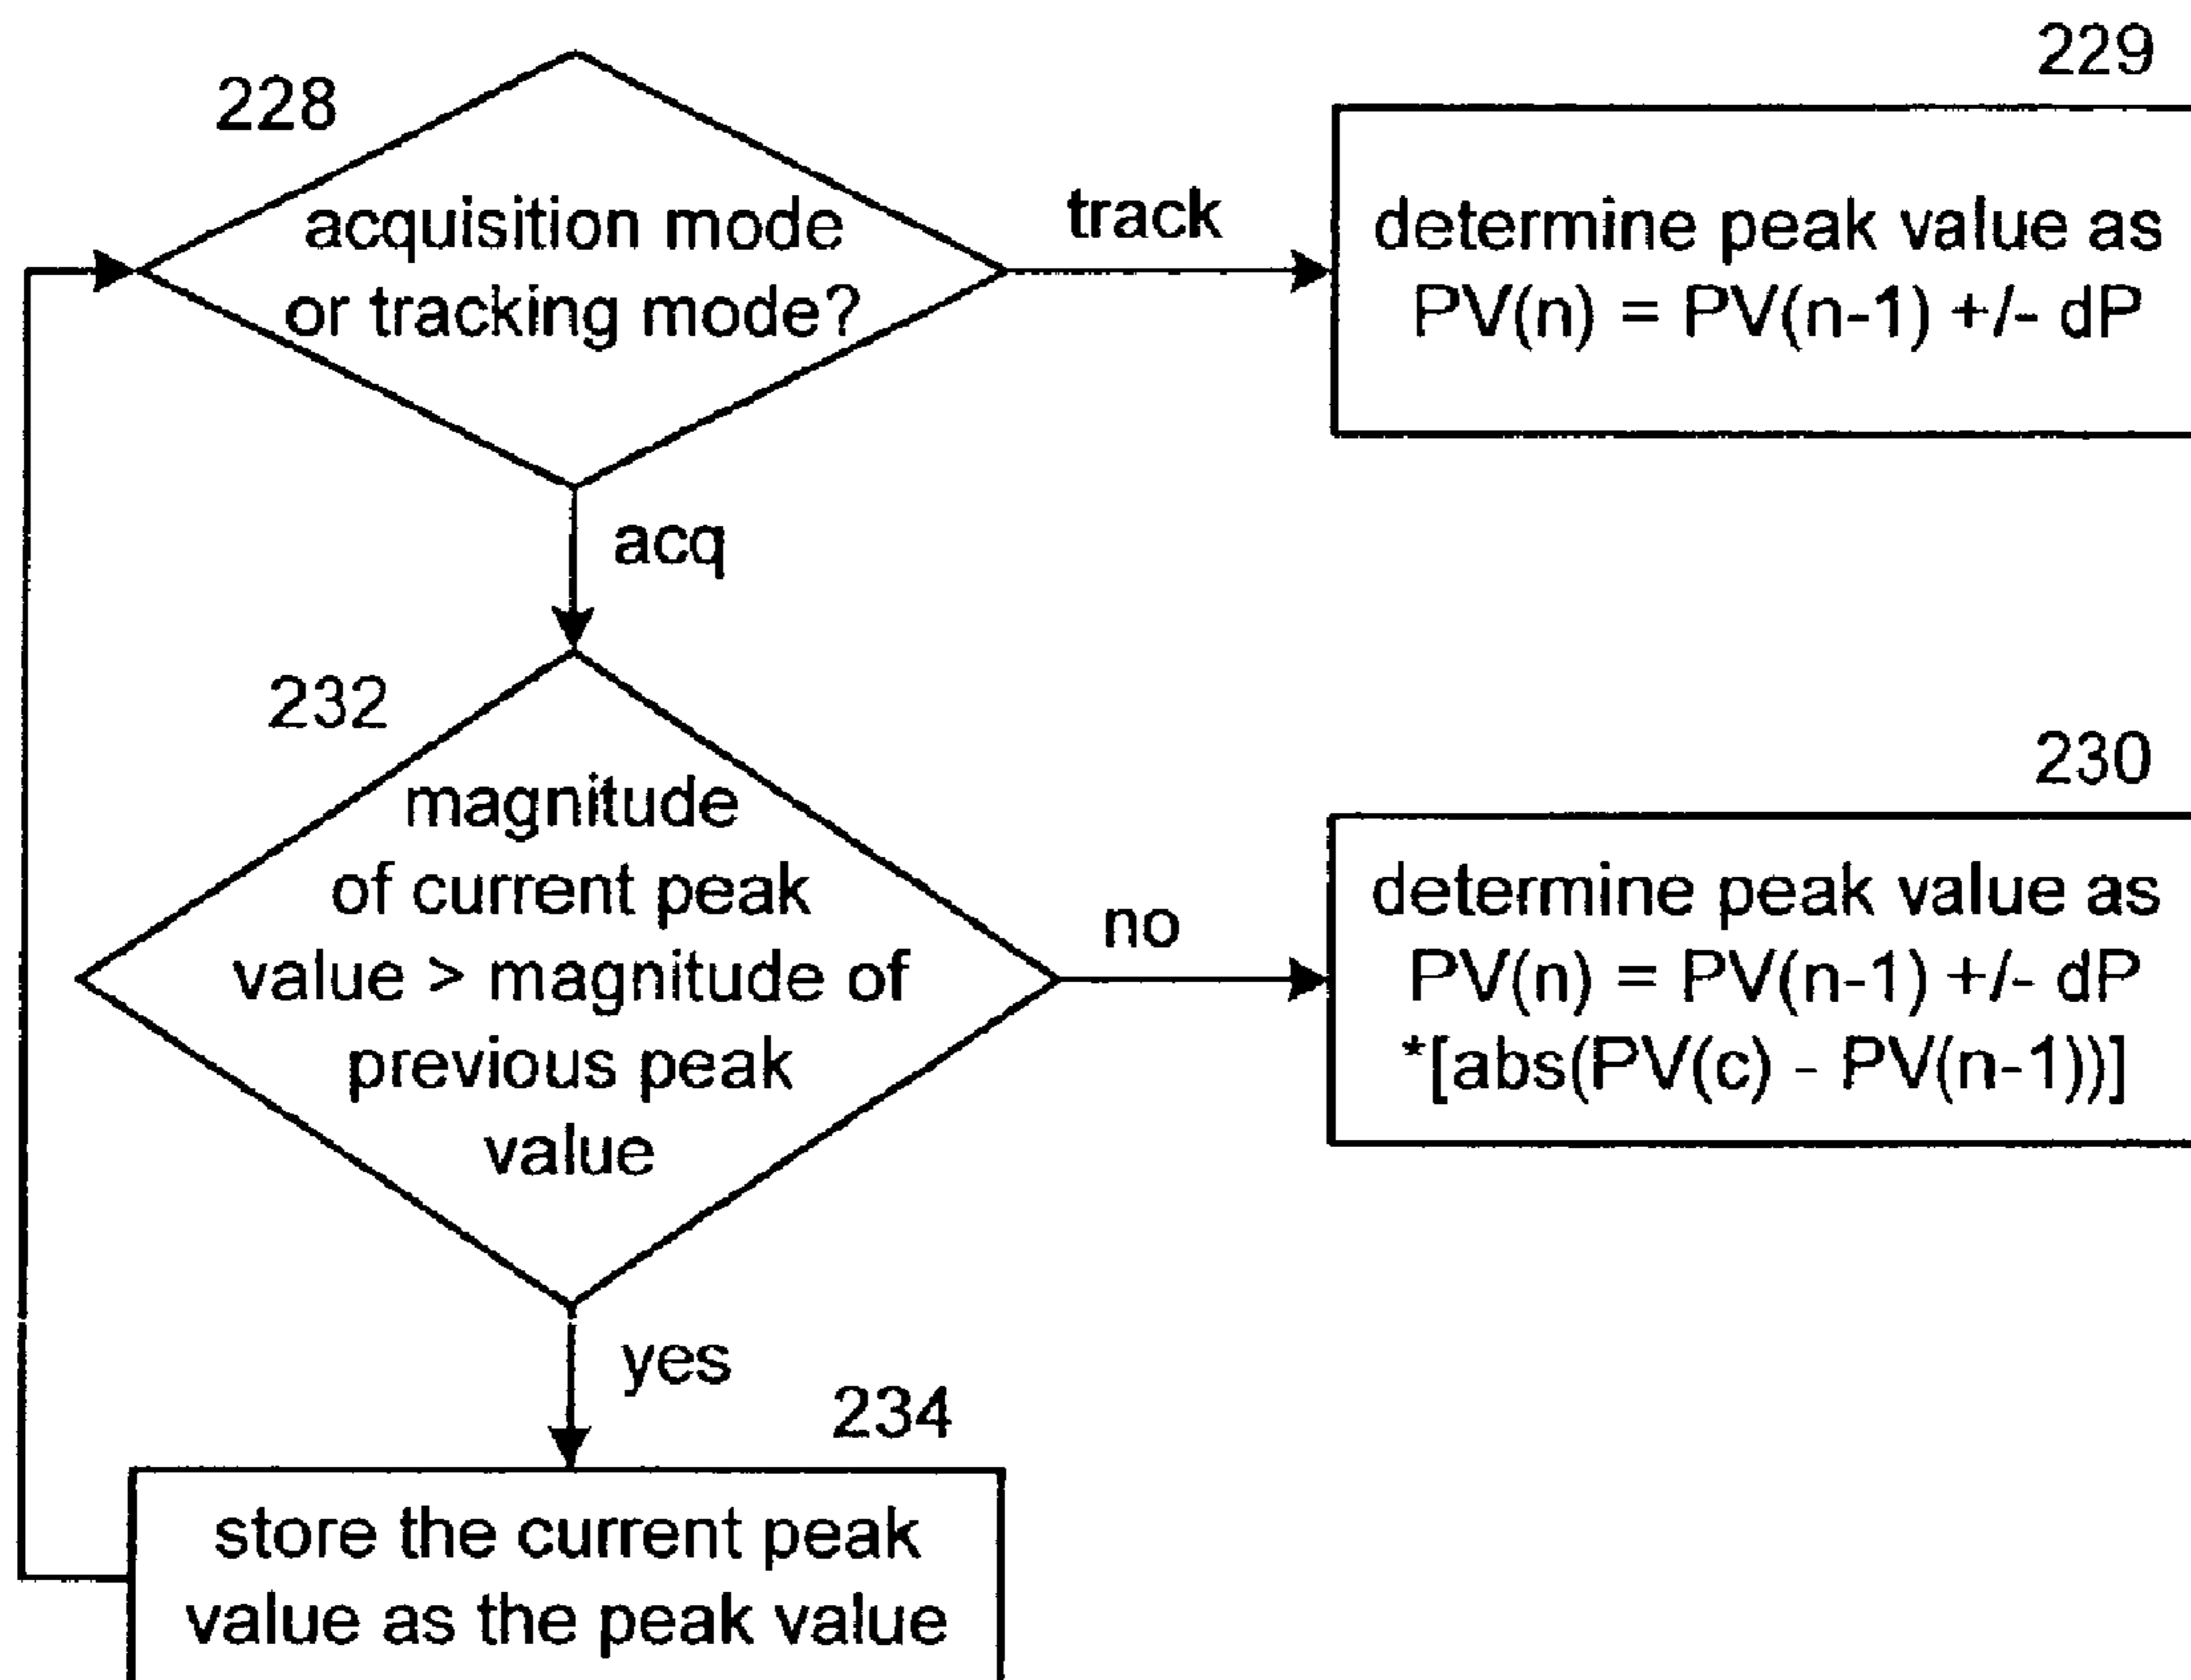 228
acquisition mode
or tracking mode?
track
229
determine peak value as
PV(n) = PV(n-1) +/- dP
acq
232
magnitude
of current peak
value > magnitude of
previous peak
value
no
230
determine peak value as
PV(n) = PV(n-1) +/- dP
*[abs(PV(c) - PV(n-1))]
yes
234
store the current peak
value as the peak value